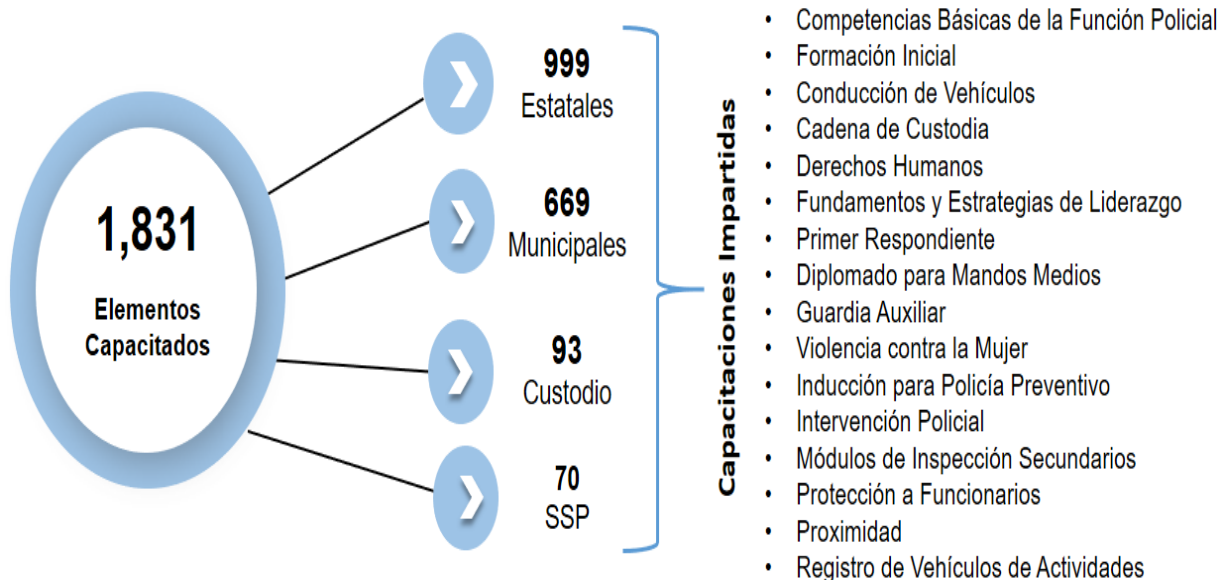 1,831
Elementos
Capacitados
999
Estatales
669
Municipales
93
Custodio
70
SSP
Capacitaciones Impartidas
• Competencias Básicas de la Función Policial
• Formación Inicial
• Conducción de Vehículos
• Cadena de Custodia
• Derechos Humanos
• Fundamentos y Estrategias de Liderazgo
• Primer Respondiente
• Diplomado para Mandos Medios
• Guardia Auxiliar
• Violencia contra la Mujer
• Inducción para Policía Preventivo
• Intervención Policial
• Módulos de Inspección Secundarios
• Protección a Funcionarios
• Proximidad
• Registro de Vehículos de Actividades